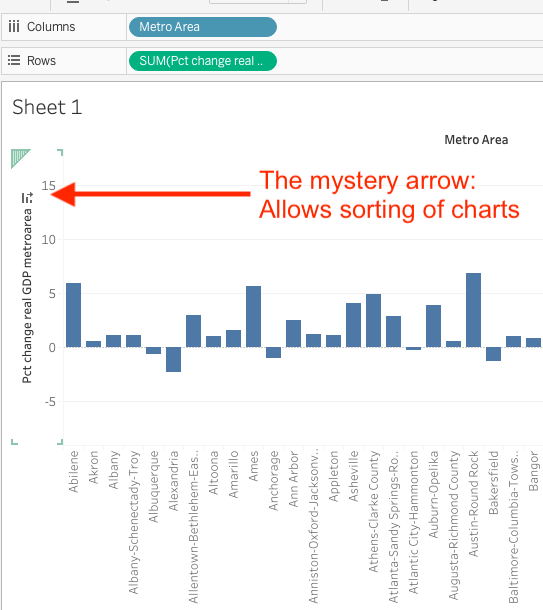 Columns
Metro Area
Rows
SUM(Pct change real ..
Sheet 1
Metro Area
The mystery arrow:
Allows sorting of charts
Pct change real GDP metroarea
15
10
5
0
-5
Abilene
Akron
Albany
Albany-Schenectady-Troy
Albuquerque
Alexandria
Allentown-Bethlehem-Eas..
Altoona
Amarillo
Ames
Anchorage
Ann Arbor
Anniston-Oxford-Jacksonv..
Appleton
Asheville
Athens-Clarke County
Atlanta-Sandy Springs-Ro..
Atlantic City-Hammonton
Auburn-Opelika
Augusta-Richmond County
Austin-Round Rock
Bakersfield
Baltimore-Columbia-Tows..
Bangor